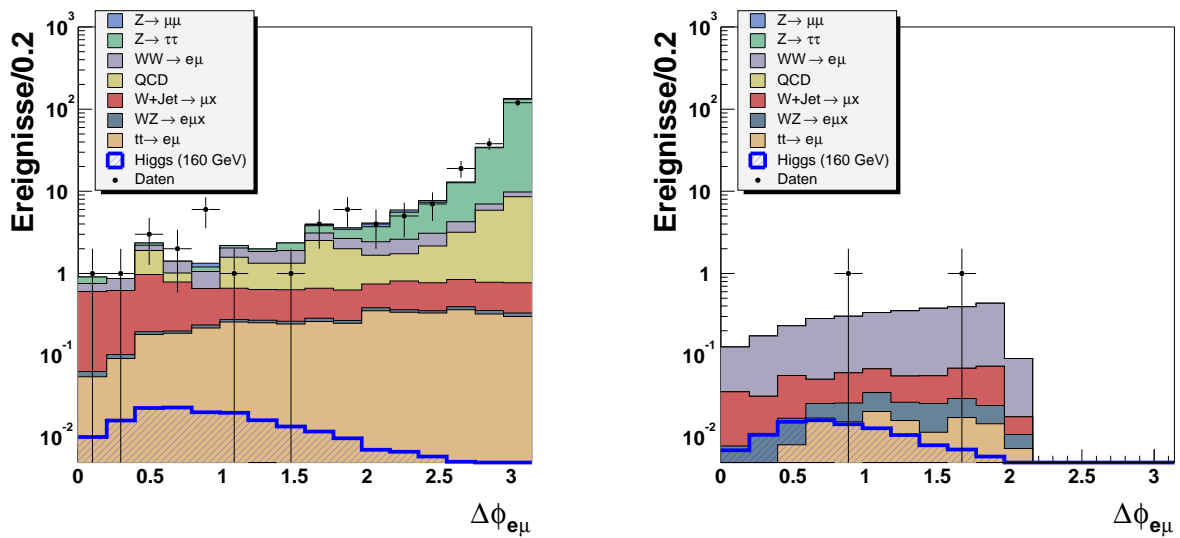 Ereignisse/0.2
10³
10²
10
1
10⁻¹
10⁻²
Z→ μμ
Z→ ττ
WW→ eμ
QCD
W+Jet→ μx
WZ→ eμx
tt→ eμ
Higgs (160 GeV)
Daten
0 0.5 1 1.5 2 2.5 3
Δϕeμ
Ereignisse/0.2
10³
10²
10
1
10⁻¹
10⁻²
Z→ μμ
Z→ ττ
WW→ eμ
QCD
W+Jet→ μx
WZ→ eμx
tt→ eμ
Higgs (160 GeV)
Daten
0 0.5 1 1.5 2 2.5 3
Δϕeμ